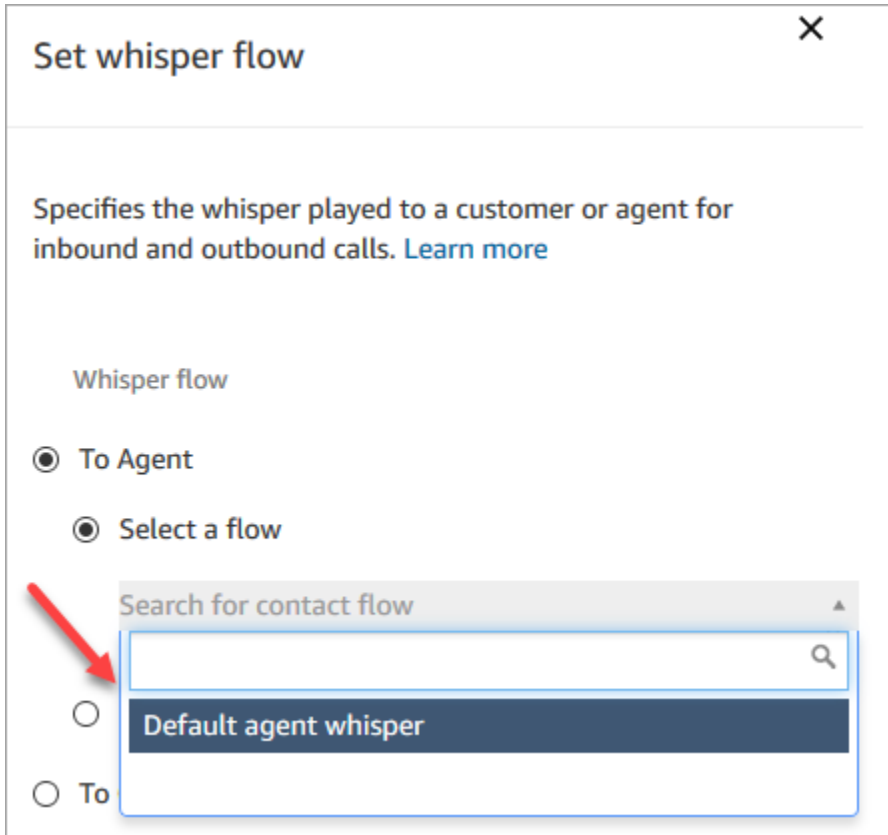 Set whisper flow
Specifies the whisper played to a customer or agent for
inbound and outbound calls. Learn more
Whisper flow
To Agent
Select a flow
Search for contact flow
Default agent whisper
To